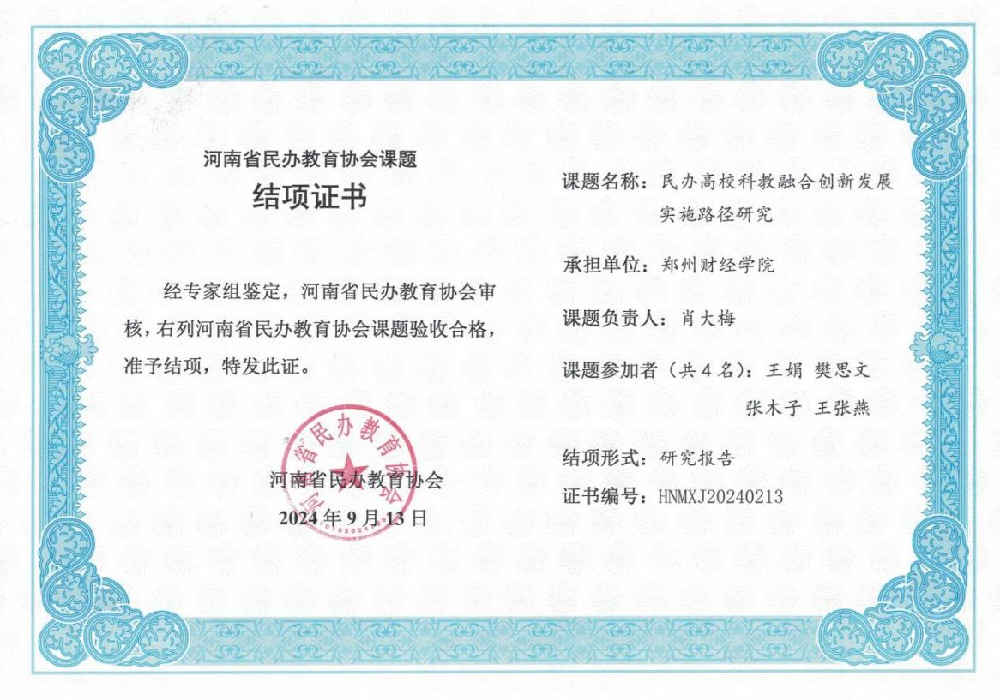 河南省民办教育协会课题
结项证书
经专家组鉴定，河南省民办教育协会审
核，右列河南省民办教育协会课题验收合格，
准予结项，特发此证。
河南省民办教育协会
河南省民办教育协会
2024年9月13日
课题名称：民办高校科教融合创新发展
实施路径研究
承担单位：郑州财经学院
课题负责人：肖大梅
课题参加者（共4名）：王娟 樊思文
张木子 王张燕
结项形式：研究报告
证书编号：HNMXJ20240213